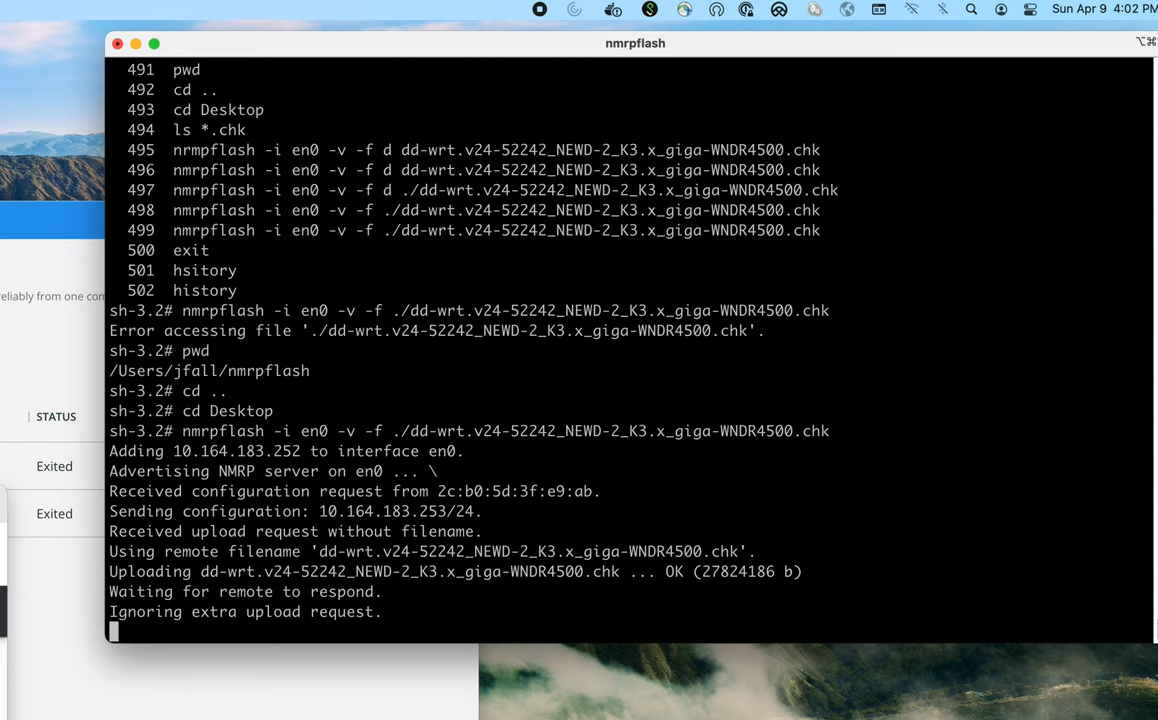 Sun Apr 9 4:02 PM
nmrpflash
⌥⌘
491 pwd
492 cd ..
493 cd Desktop
494 ls *.chk
495 nrmpflash -i en0 -v -f d dd-wrt.v24-52242_NEWD-2_K3.x_giga-WNDR4500.chk
496 nmrpflash -i en0 -v -f d dd-wrt.v24-52242_NEWD-2_K3.x_giga-WNDR4500.chk
497 nmrpflash -i en0 -v -f d ./dd-wrt.v24-52242_NEWD-2_K3.x_giga-WNDR4500.chk
498 nmrpflash -i en0 -v -f ./dd-wrt.v24-52242_NEWD-2_K3.x_giga-WNDR4500.chk
499 nmrpflash -i en0 -v -f ./dd-wrt.v24-52242_NEWD-2_K3.x_giga-WNDR4500.chk
500 exit
501 hsitory
502 history
sh-3.2# nmrpflash -i en0 -v -f ./dd-wrt.v24-52242_NEWD-2_K3.x_giga-WNDR4500.chk
Error accessing file './dd-wrt.v24-52242_NEWD-2_K3.x_giga-WNDR4500.chk'.
sh-3.2# pwd
/Users/jfall/nmrpflash
sh-3.2# cd ..
sh-3.2# cd Desktop
sh-3.2# nmrpflash -i en0 -v -f ./dd-wrt.v24-52242_NEWD-2_K3.x_giga-WNDR4500.chk
Adding 10.164.183.252 to interface en0.
Advertising NMRP server on en0 ... \
Received configuration request from 2c:b0:5d:3f:e9:ab.
Sending configuration: 10.164.183.253/24.
Received upload request without filename.
Using remote filename 'dd-wrt.v24-52242_NEWD-2_K3.x_giga-WNDR4500.chk'.
Uploading dd-wrt.v24-52242_NEWD-2_K3.x_giga-WNDR4500.chk ... OK (27824186 b)
Waiting for remote to respond.
Ignoring extra upload request.
reliably from one
STATUS
Exited
Exited